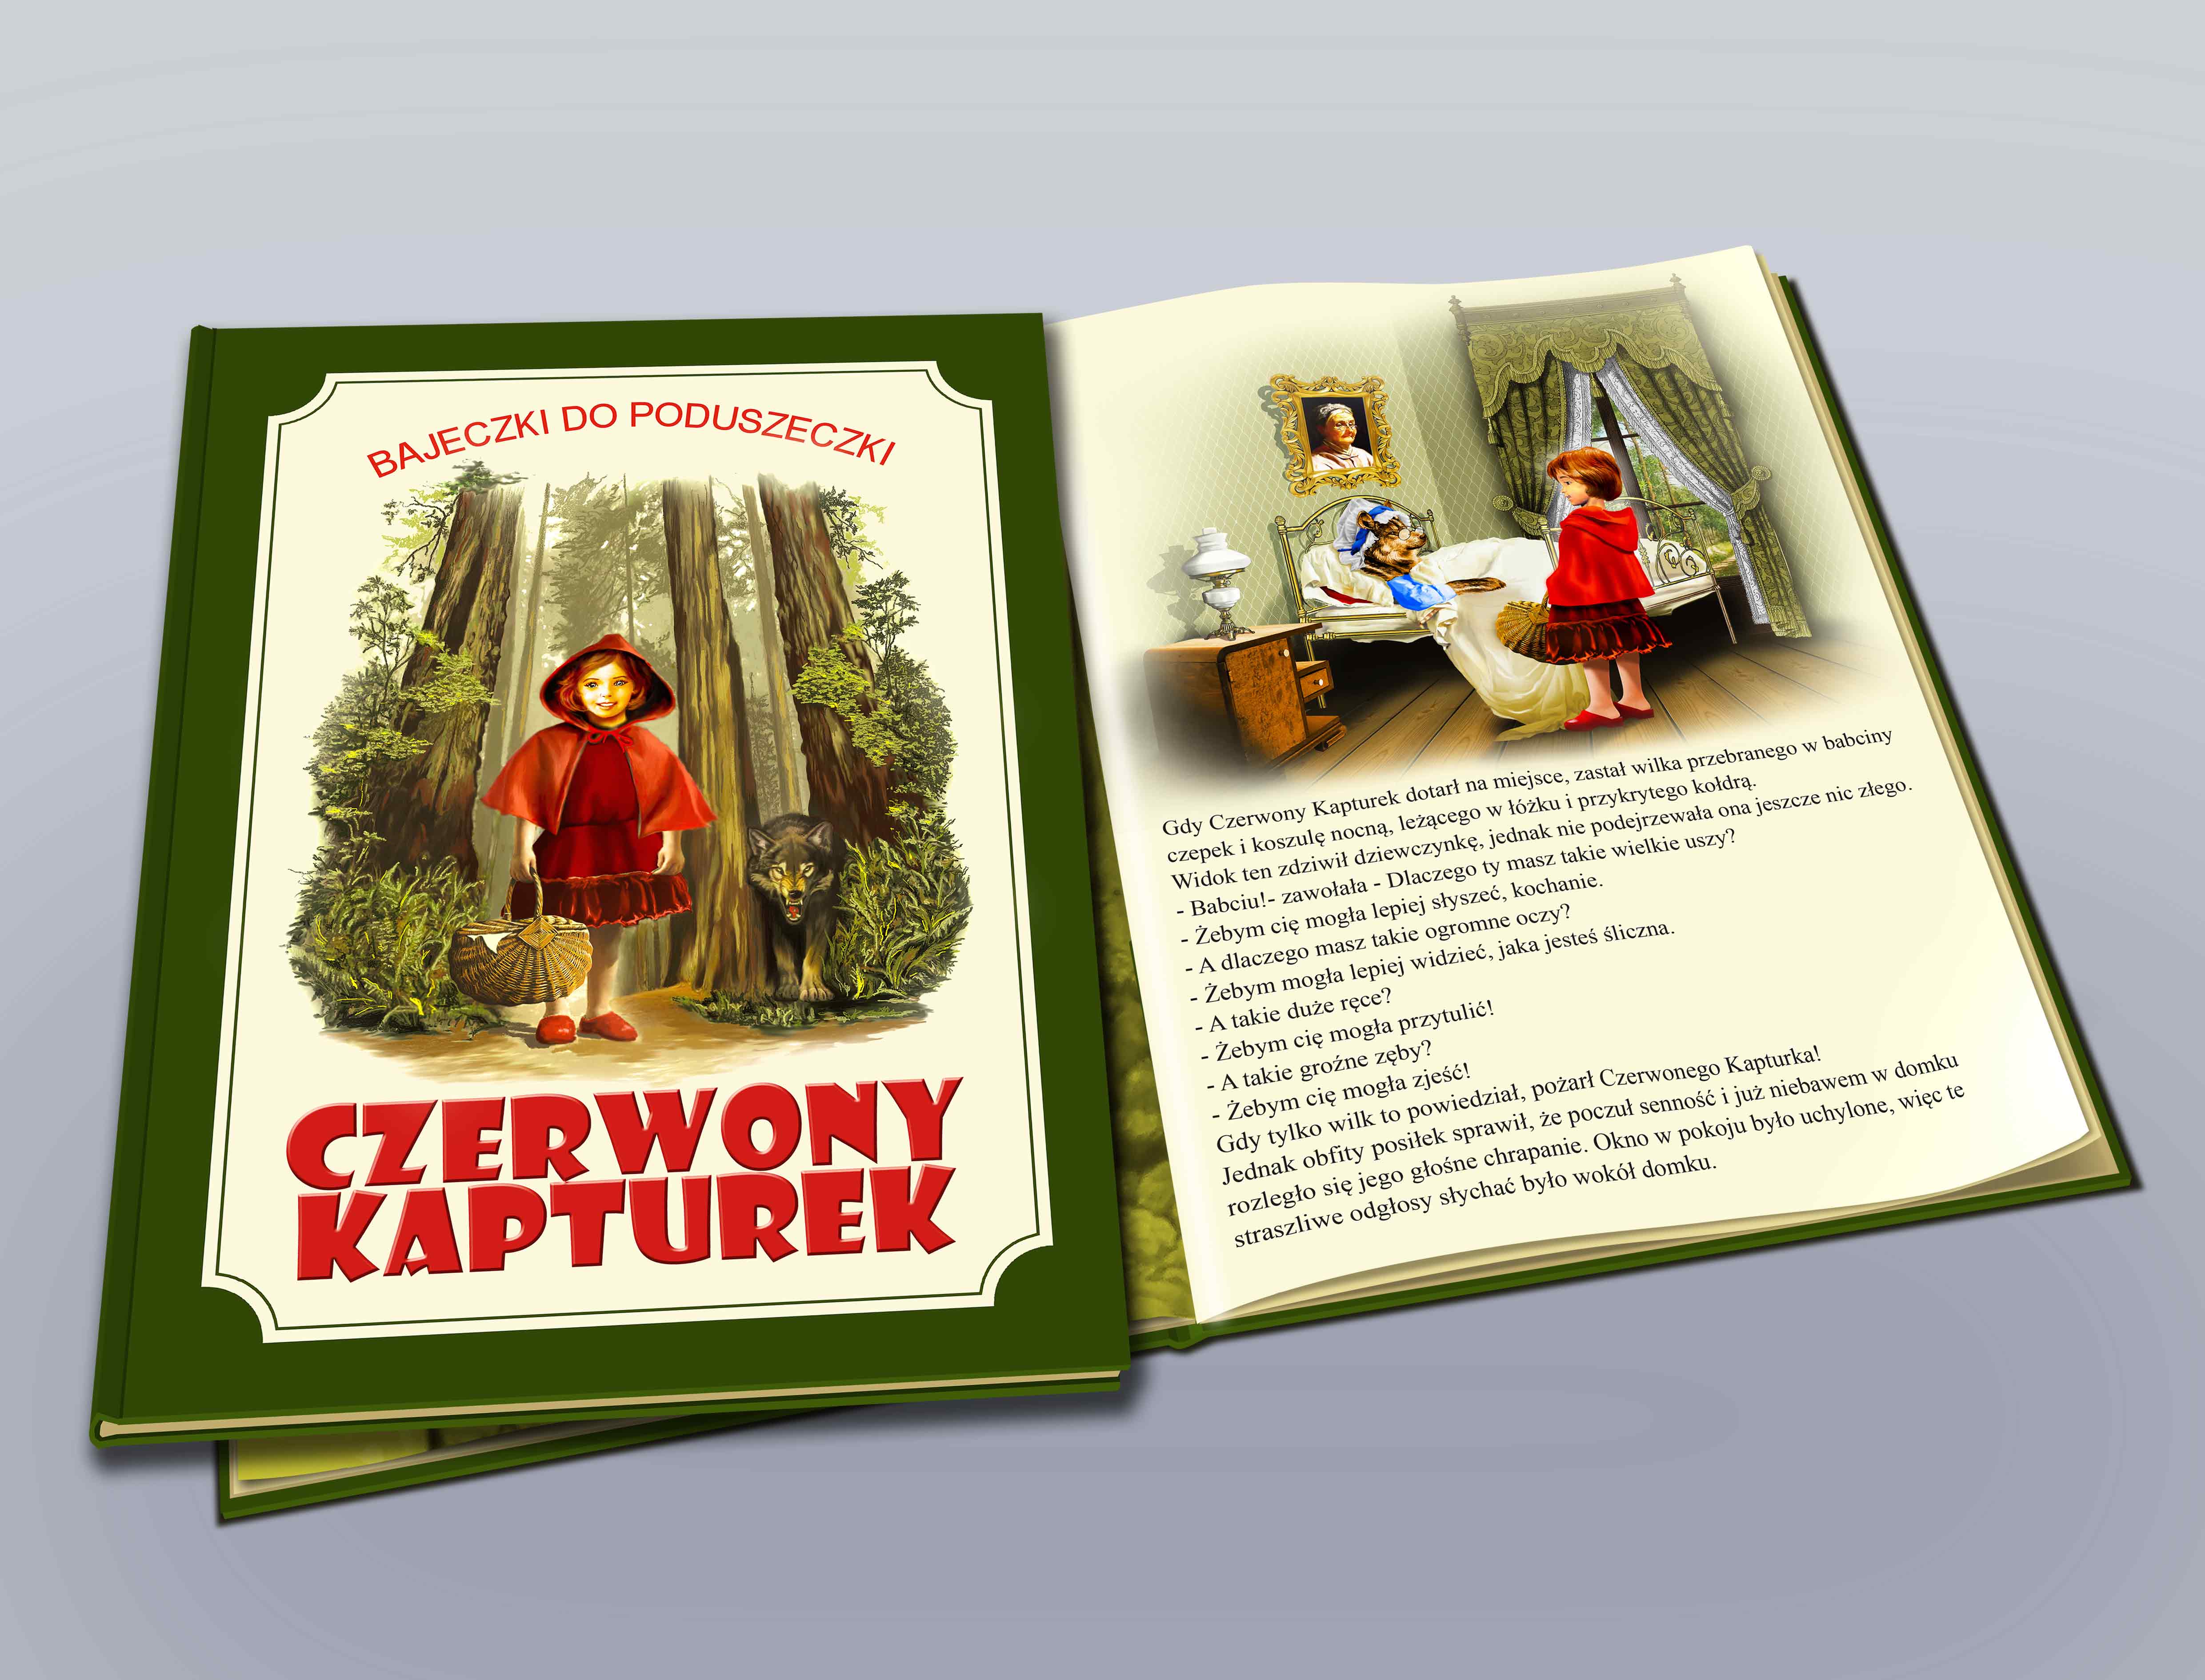 BAJECZKI DO PODUSZECZKI
CZERWONY
KAPTUREK
Gdy Czerwony Kapturek dotarł na miejsce, zastał wilka przebranego w babciny
czepek i koszulę nocną, leżącego w łóżku i przykrytego kołdrą.
Widok ten zdziwił dziewczynkę, jednak nie podejrzewała ona jeszcze nic złego.
- Babciu!- zawołała - Dlaczego ty masz takie wielkie uszy?
- Żebym cię mogła lepiej słyszeć, kochanie.
- A dlaczego masz takie ogromne oczy?
- Żebym mogła lepiej widzieć, jaka jesteś śliczna.
- A takie duże ręce?
- Żebym cię mogła przytulić!
- A takie groźne zęby?
- Żebym cię mogła zjeść!
Gdy tylko wilk to powiedział, pożarł Czerwonego Kapturka!
Jednak obfity posiłek sprawił, że poczuł senność i już niebawem w domku
rozległo się jego głośne chrapanie. Okno w pokoju było uchylone, więc te
straszliwe odgłosy słychać było wokół domku.